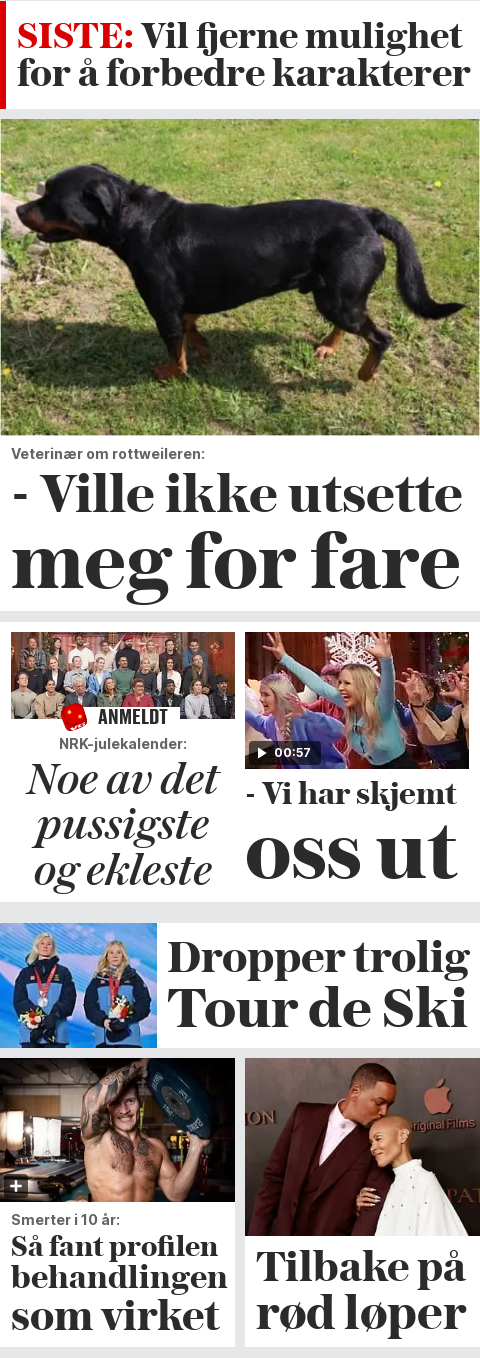 SISTE: Vil fjerne mulighet
for å forbedre karakterer
Veterinær om rottweileren:
- Ville ikke utsette
meg for fare
ANMELDT
NRK-julekalender:
Noe av det
pussigste
og ekleste
00:57
- Vi har skjemt
oss ut
Dropper trolig
Tour de Ski
+
Smerter i 10 år:
Så fant profilen
behandlingen
som virket
ION
Original Films
Tilbake på
rød løper